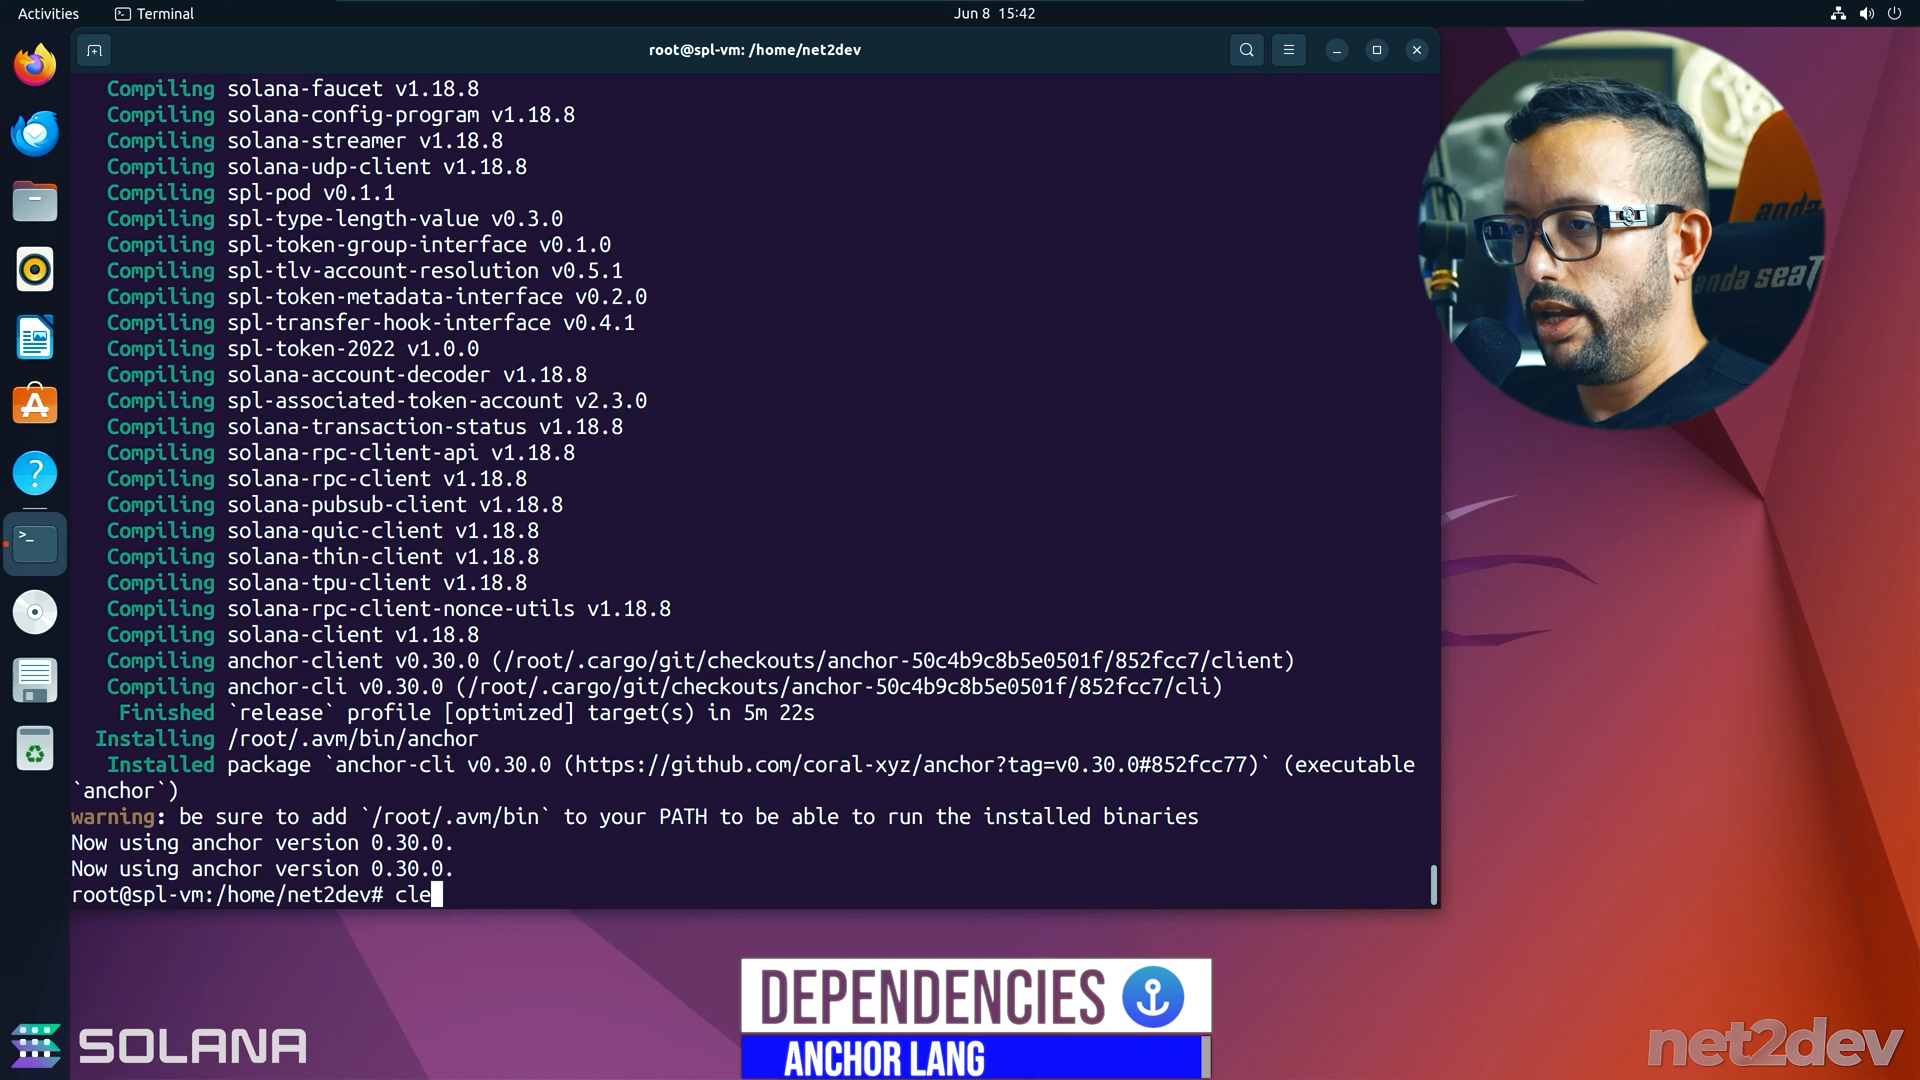 Activities
Terminal
Jun 8 15:42
root@spl-vm: /home/net2dev
Compiling solana-faucet v1.18.8
Compiling solana-config-program v1.18.8
Compiling solana-streamer v1.18.8
Compiling solana-udp-client v1.18.8
Compiling spl-pod v0.1.1
Compiling spl-type-length-value v0.3.0
Compiling spl-token-group-interface v0.1.0
Compiling spl-tlv-account-resolution v0.5.1
Compiling spl-token-metadata-interface v0.2.0
Compiling spl-transfer-hook-interface v0.4.1
Compiling spl-token-2022 v1.0.0
Compiling solana-account-decoder v1.18.8
Compiling spl-associated-token-account v2.3.0
Compiling solana-transaction-status v1.18.8
Compiling solana-rpc-client-api v1.18.8
Compiling solana-rpc-client v1.18.8
Compiling solana-pubsub-client v1.18.8
Compiling solana-quic-client v1.18.8
Compiling solana-thin-client v1.18.8
Compiling solana-tpu-client v1.18.8
Compiling solana-rpc-client-nonce-utils v1.18.8
Compiling solana-client v1.18.8
Compiling anchor-client v0.30.0 (/root/.cargo/git/checkouts/anchor-50c4b9c8b5e0501f/852fcc7/client)
Compiling anchor-cli v0.30.0 (/root/.cargo/git/checkouts/anchor-50c4b9c8b5e0501f/852fcc7/cli)
Finished `release` profile [optimized] target(s) in 5m 22s
Installing /root/.avm/bin/anchor
Installed package `anchor-cli v0.30.0 (https://github.com/coral-xyz/anchor?tag=v0.30.0#852fcc77)` (executable
`anchor`)
warning: be sure to add `/root/.avm/bin` to your PATH to be able to run the installed binaries
Now using anchor version 0.30.0.
Now using anchor version 0.30.0.
root@spl-vm:/home/net2dev# cle
anda
anda seaT
DEPENDENCIES
ANCHOR LANG
SOLANA
net2dev